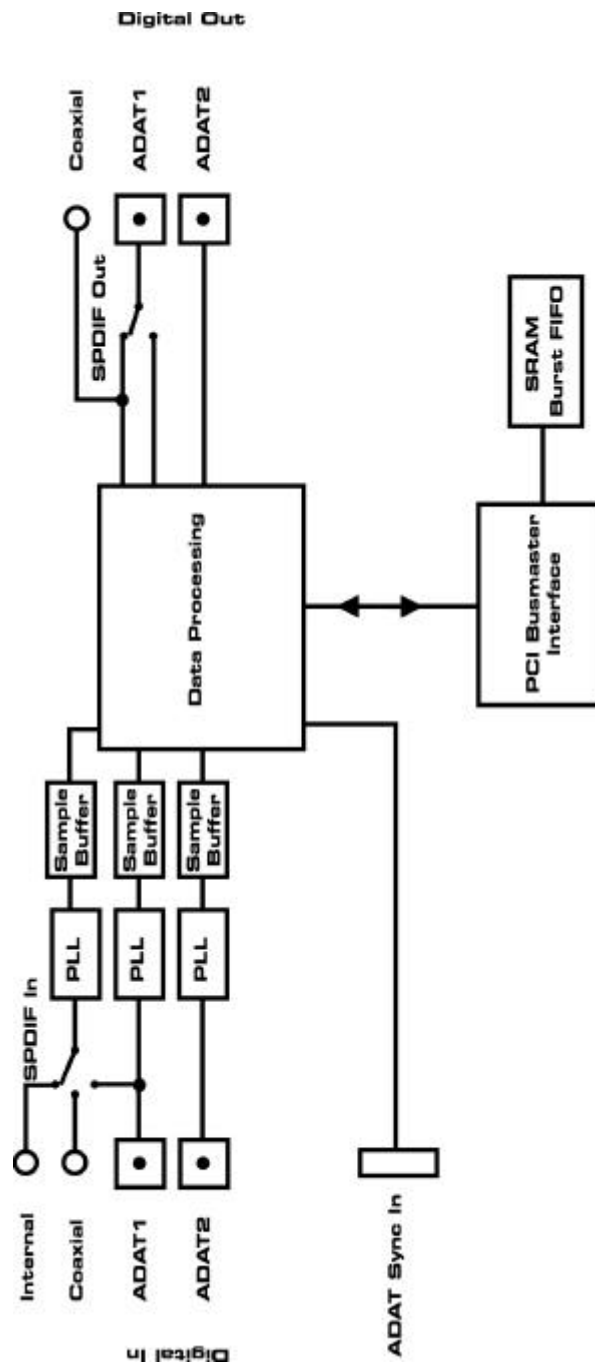 Digital Out
Coaxial
ADAT1
ADAT2
SPDIF Out
SRAM
Burst FIFO
Data Processing
PCI Busmaster
Interface
Sample
Buffer
Sample
Buffer
Sample
Buffer
PLL
PLL
PLL
SPDIF In
Internal
Coaxial
ADAT1
ADAT2
ADAT Sync In
Digital In